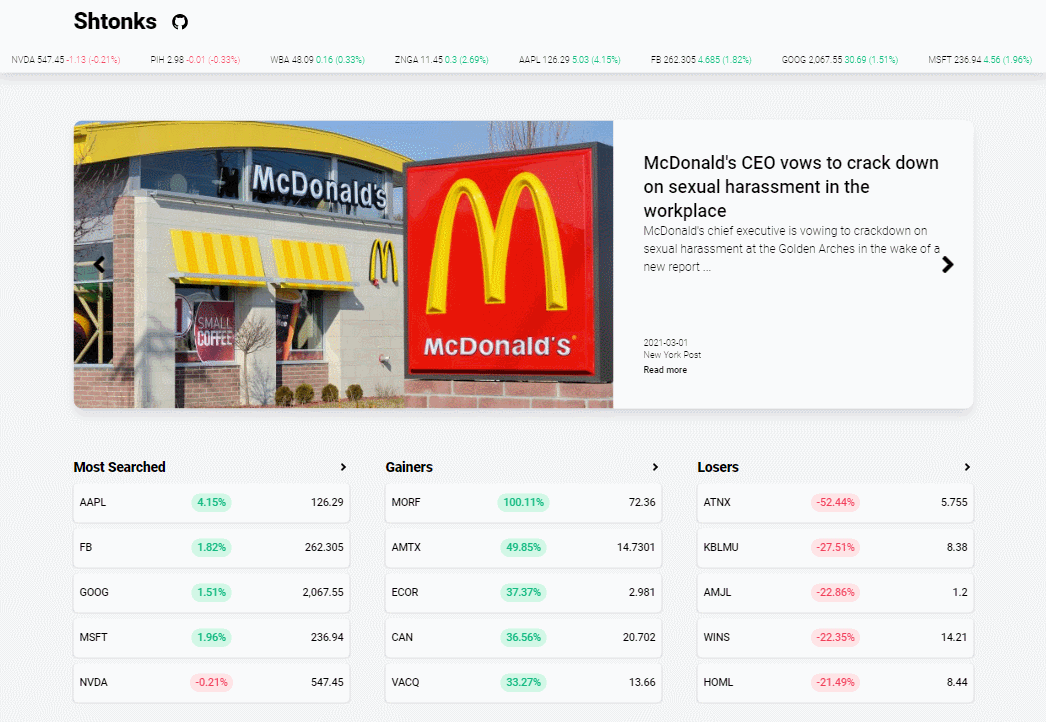 Shtonks
NVDA 547.45 -1.13 (-0.21%) PIH 2.98 -0.01 (-0.33%) WBA 48.09 0.16 (0.33%) ZNGA 11.45 0.3 (2.69%) AAPL 126.29 5.03 (4.15%) FB 262.305 4.685 (1.82%) GOOG 2,067.55 30.69 (1.51%) MSFT 236.94 4.56 (1.96%)
McDonald's
SMALL
COFFEE
McDonald's
McDonald's CEO vows to crack down
on sexual harassment in the
workplace
McDonald's chief executive is vowing to crackdown on
sexual harassment at the Golden Arches in the wake of a
new report ...
2021-03-01
New York Post
Read more
Most Searched
AAPL 4.15% 126.29
FB 1.82% 262.305
GOOG 1.51% 2,067.55
MSFT 1.96% 236.94
NVDA -0.21% 547.45
Gainers
MORF 100.11% 72.36
AMTX 49.85% 14.7301
ECOR 37.37% 2.981
CAN 36.56% 20.702
VACQ 33.27% 13.66
Losers
ATNX -52.44% 5.755
KBLMU -27.51% 8.38
AMJL -22.86% 1.2
WINS -22.35% 14.21
HOML -21.49% 8.44